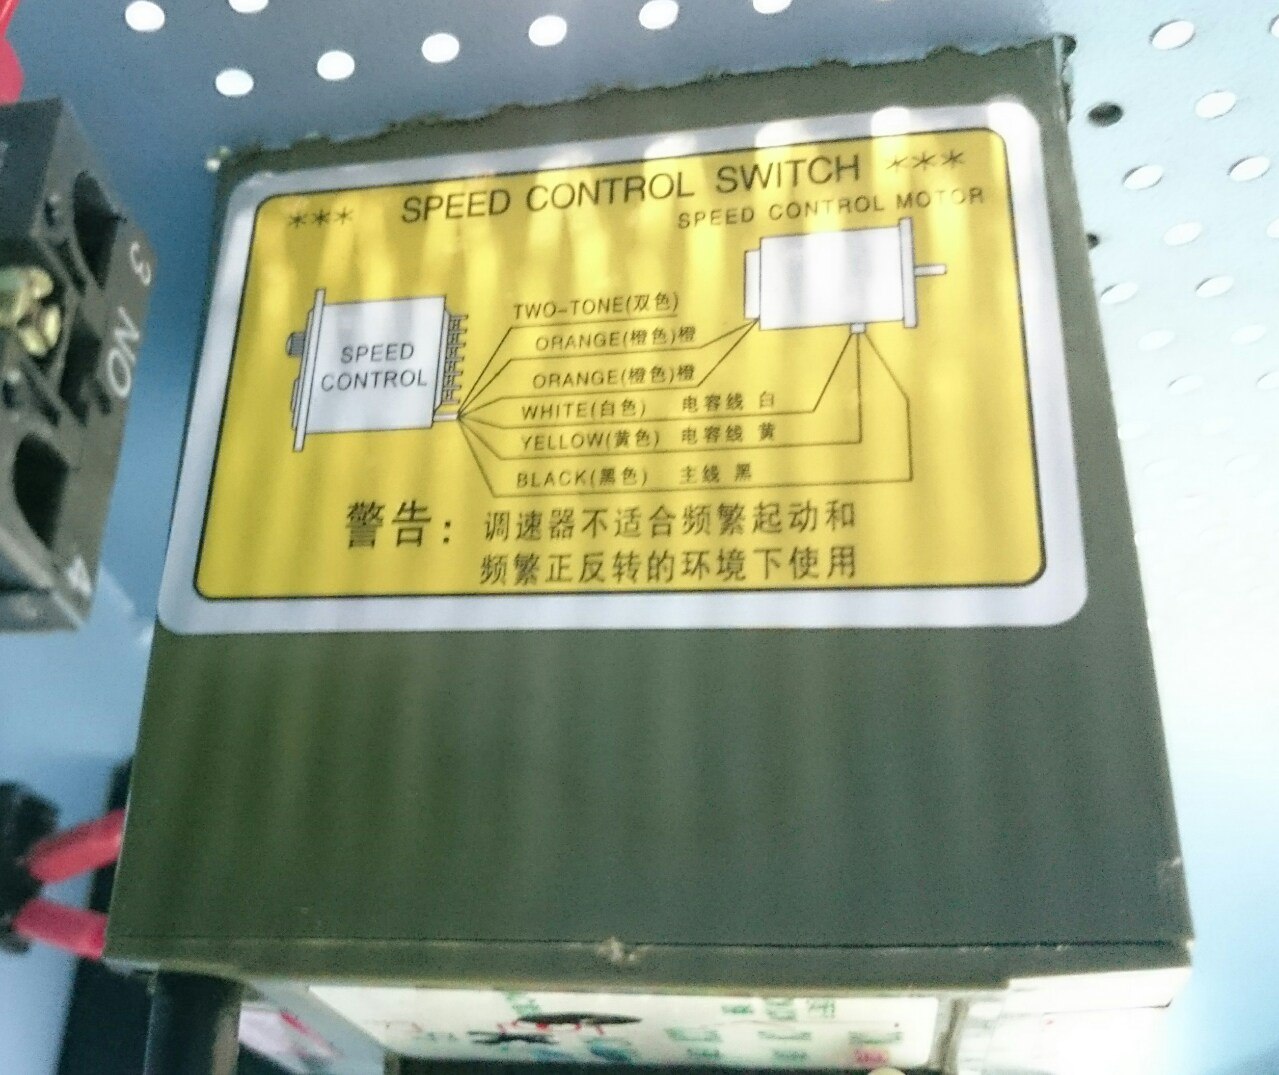 *** SPEED CONTROL SWITCH ***
SPEED CONTROL MOTOR
SPEED
CONTROL
TWO-TONE(双色)
ORANGE(橙色)橙
ORANGE(橙色)橙
WHITE(白色) 电容线 白
YELLOW(黄色) 电容线 黄
BLACK(黑色) 主线 黑
警告: 调速器不适合频繁起动和
频繁正反转的环境下使用
3 NO
4